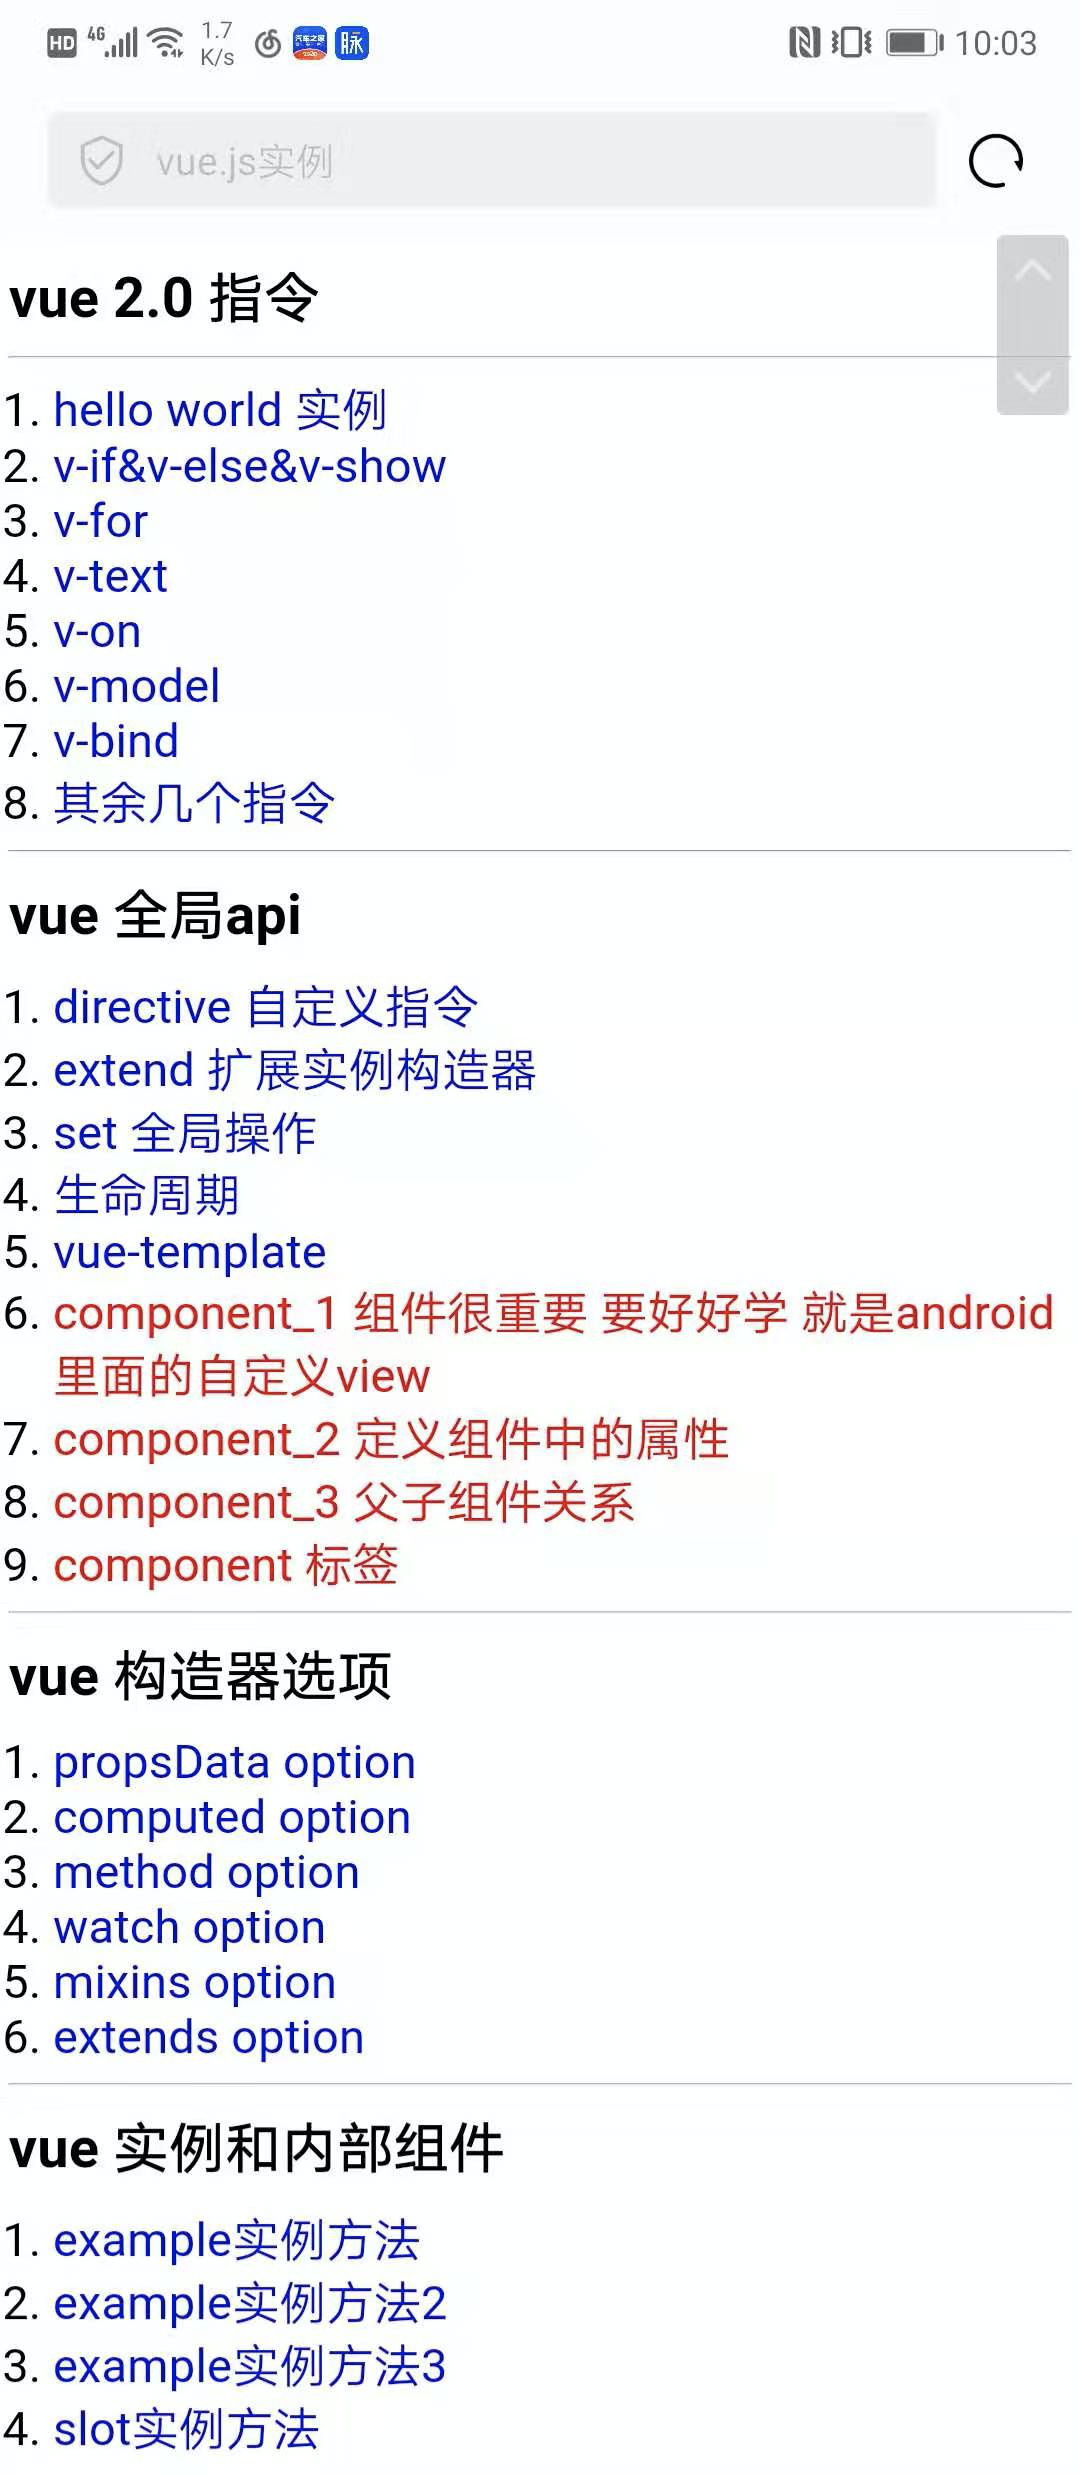 HD 4G 1.7 K/s 汽车之家 脉 10:03
vue.js实例
vue 2.0 指令
1. hello world 实例
2. v-if&v-else&v-show
3. v-for
4. v-text
5. v-on
6. v-model
7. v-bind
8. 其余几个指令
vue 全局api
1. directive 自定义指令
2. extend 扩展实例构造器
3. set 全局操作
4. 生命周期
5. vue-template
6. component_1 组件很重要 要好好学 就是android
里面的自定义view
7. component_2 定义组件中的属性
8. component_3 父子组件关系
9. component 标签
vue 构造器选项
1. propsData option
2. computed option
3. method option
4. watch option
5. mixins option
6. extends option
vue 实例和内部组件
1. example实例方法
2. example实例方法2
3. example实例方法3
4. slot实例方法